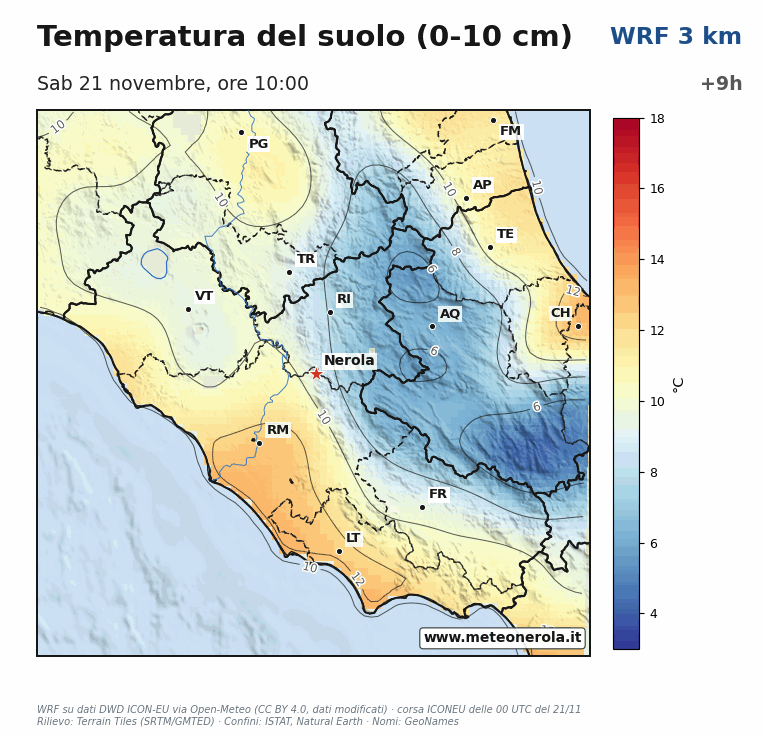 Temperatura del suolo (0-10 cm)
WRF 3 km
Sab 21 novembre, ore 10:00
+9h
10
PG
FM
10
AP
10
10
TE
8
TR
6
12
VT
RI
AQ
CH
6
Nerola
10
6
RM
FR
LT
10
12
www.meteonerola.it
18
16
14
12
10
8
6
4
°C
WRF su dati DWD ICON-EU via Open-Meteo (CC BY 4.0, dati modificati) · corsa ICONEU delle 00 UTC del 21/11
Rilievo: Terrain Tiles (SRTM/GMTED) · Confini: ISTAT, Natural Earth · Nomi: GeoNames